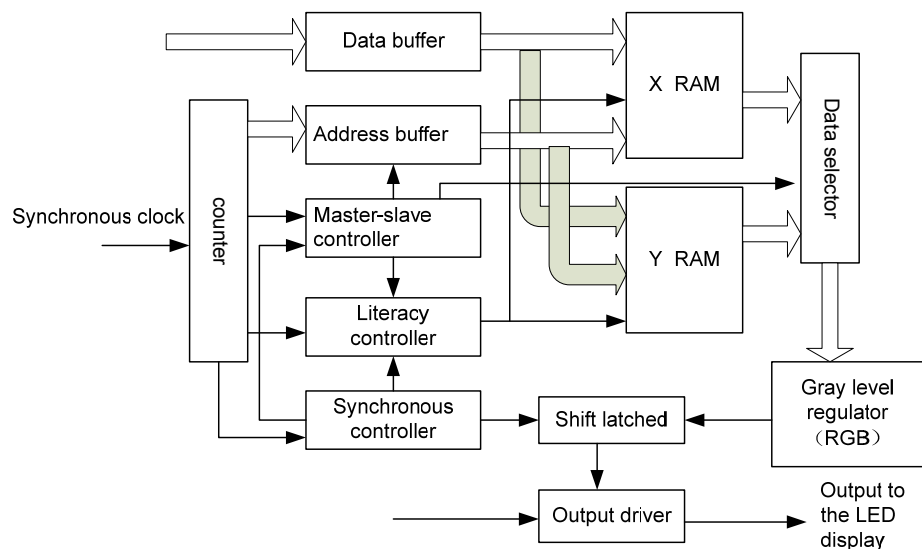 Data buffer
X RAM
Data selector
Address buffer
Synchronous clock
counter
Master-slave
controller
Y RAM
Literacy
controller
Synchronous
controller
Shift latched
Gray level
regulator
（RGB）
Output driver
Output to
the LED
display